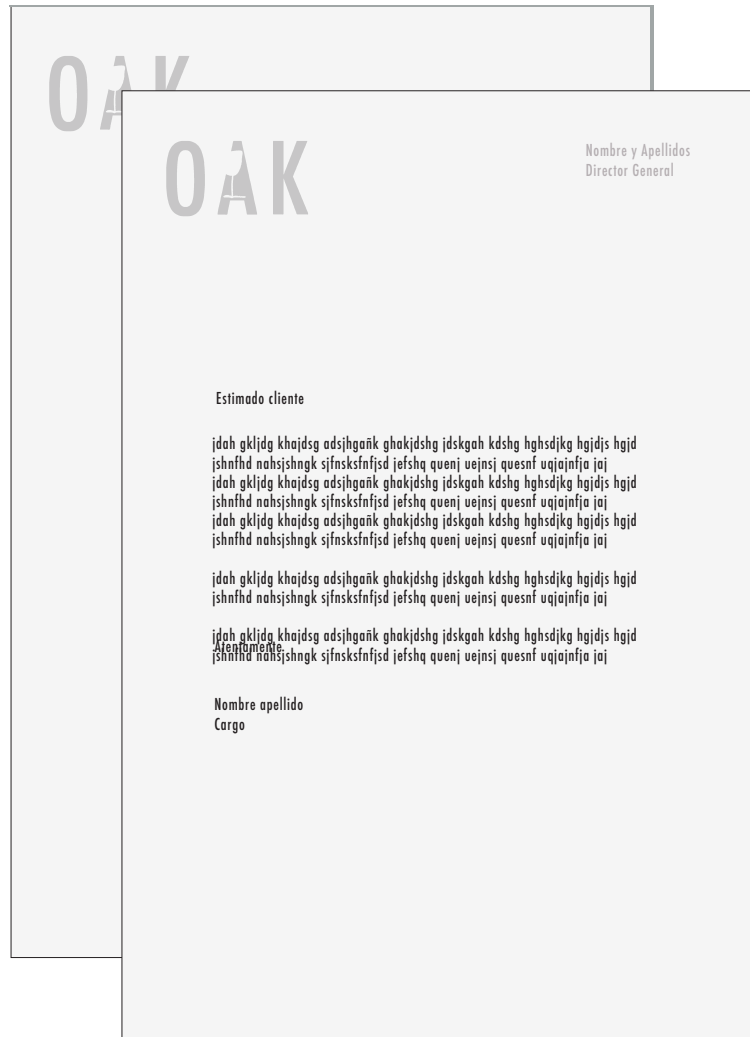 OAK
OAK
Nombre y Apellidos
Director General
Estimado cliente
jdah gkljdg khajdsg adsjhgañk ghakjdshg jdskgah kdshg hghsdjkg hgjdjs hgjd
jshnfhd nahsjshngk sjfnsksfnfjsd jefshq quenj uejnsj quesnf uqjajnfja jaj
jdah gkljdg khajdsg adsjhgañk ghakjdshg jdskgah kdshg hghsdjkg hgjdjs hgjd
jshnfhd nahsjshngk sjfnsksfnfjsd jefshq quenj uejnsj quesnf uqjajnfja jaj
jdah gkljdg khajdsg adsjhgañk ghakjdshg jdskgah kdshg hghsdjkg hgjdjs hgjd
jshnfhd nahsjshngk sjfnsksfnfjsd jefshq quenj uejnsj quesnf uqjajnfja jaj
jdah gkljdg khajdsg adsjhgañk ghakjdshg jdskgah kdshg hghsdjkg hgjdjs hgjd
jshnfhd nahsjshngk sjfnsksfnfjsd jefshq quenj uejnsj quesnf uqjajnfja jaj
jdah gkljdg khajdsg adsjhgañk ghakjdshg jdskgah kdshg hghsdjkg hgjdjs hgjd
Atentamente
jshnfhd nahsjshngk sjfnsksfnfjsd jefshq quenj uejnsj quesnf uqjajnfja jaj
Nombre apellido
Cargo